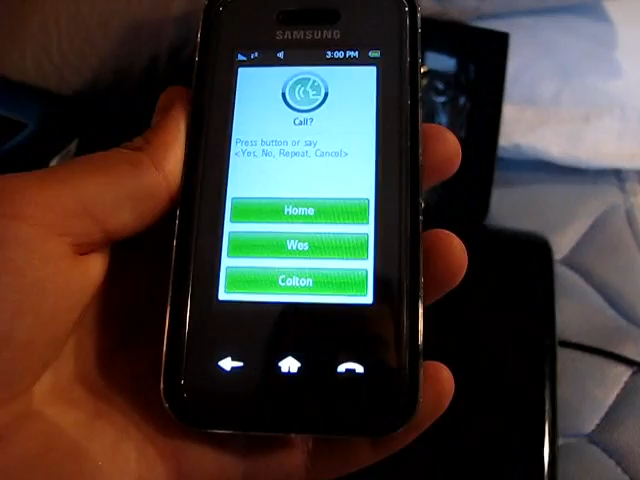 SAMSUNG
3:00 PM
Call?
Press button or say
<Yes, No, Repeat, Cancel>
Home
Wes
Colton